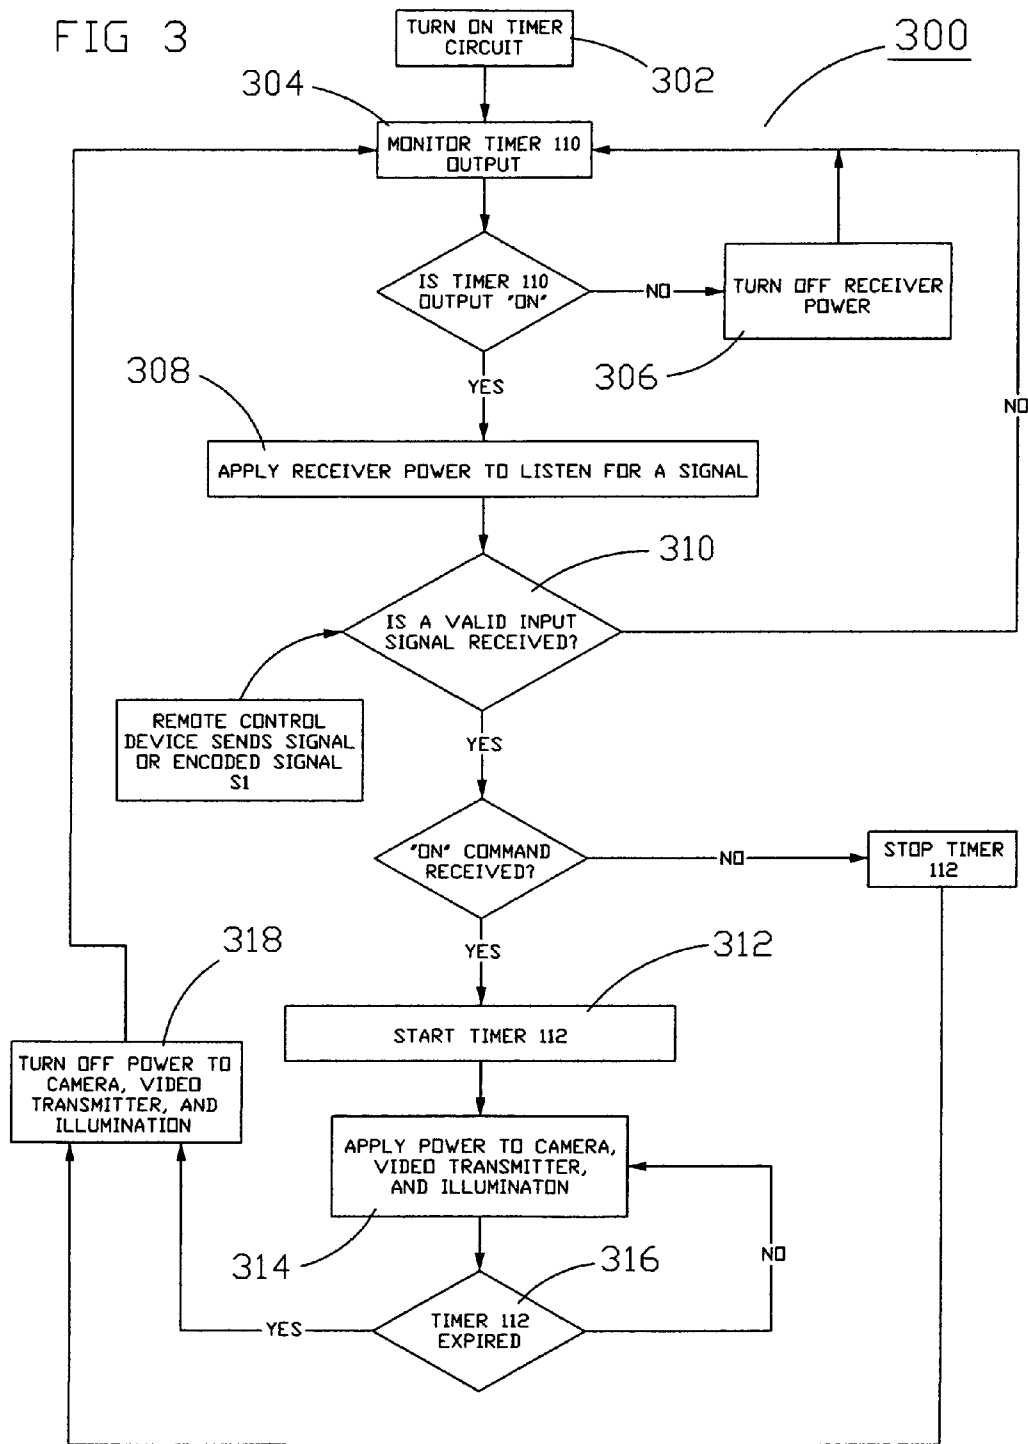 FIG 3
TURN ON TIMER
CIRCUIT
302
300
304
MONITOR TIMER 110
OUTPUT
IS TIMER 110
OUTPUT "ON"
NO
TURN OFF RECEIVER
POWER
306
308
YES
NO
APPLY RECEIVER POWER TO LISTEN FOR A SIGNAL
310
IS A VALID INPUT
SIGNAL RECEIVED?
REMOTE CONTROL
DEVICE SENDS SIGNAL
OR ENCODED SIGNAL
S1
YES
"ON" COMMAND
RECEIVED?
NO
STOP TIMER
112
YES
312
318
START TIMER 112
TURN OFF POWER TO
CAMERA, VIDEO
TRANSMITTER, AND
ILLUMINATION
APPLY POWER TO CAMERA,
VIDEO TRANSMITTER,
AND ILLUMINATON
314
316
NO
TIMER 112
EXPIRED
YES